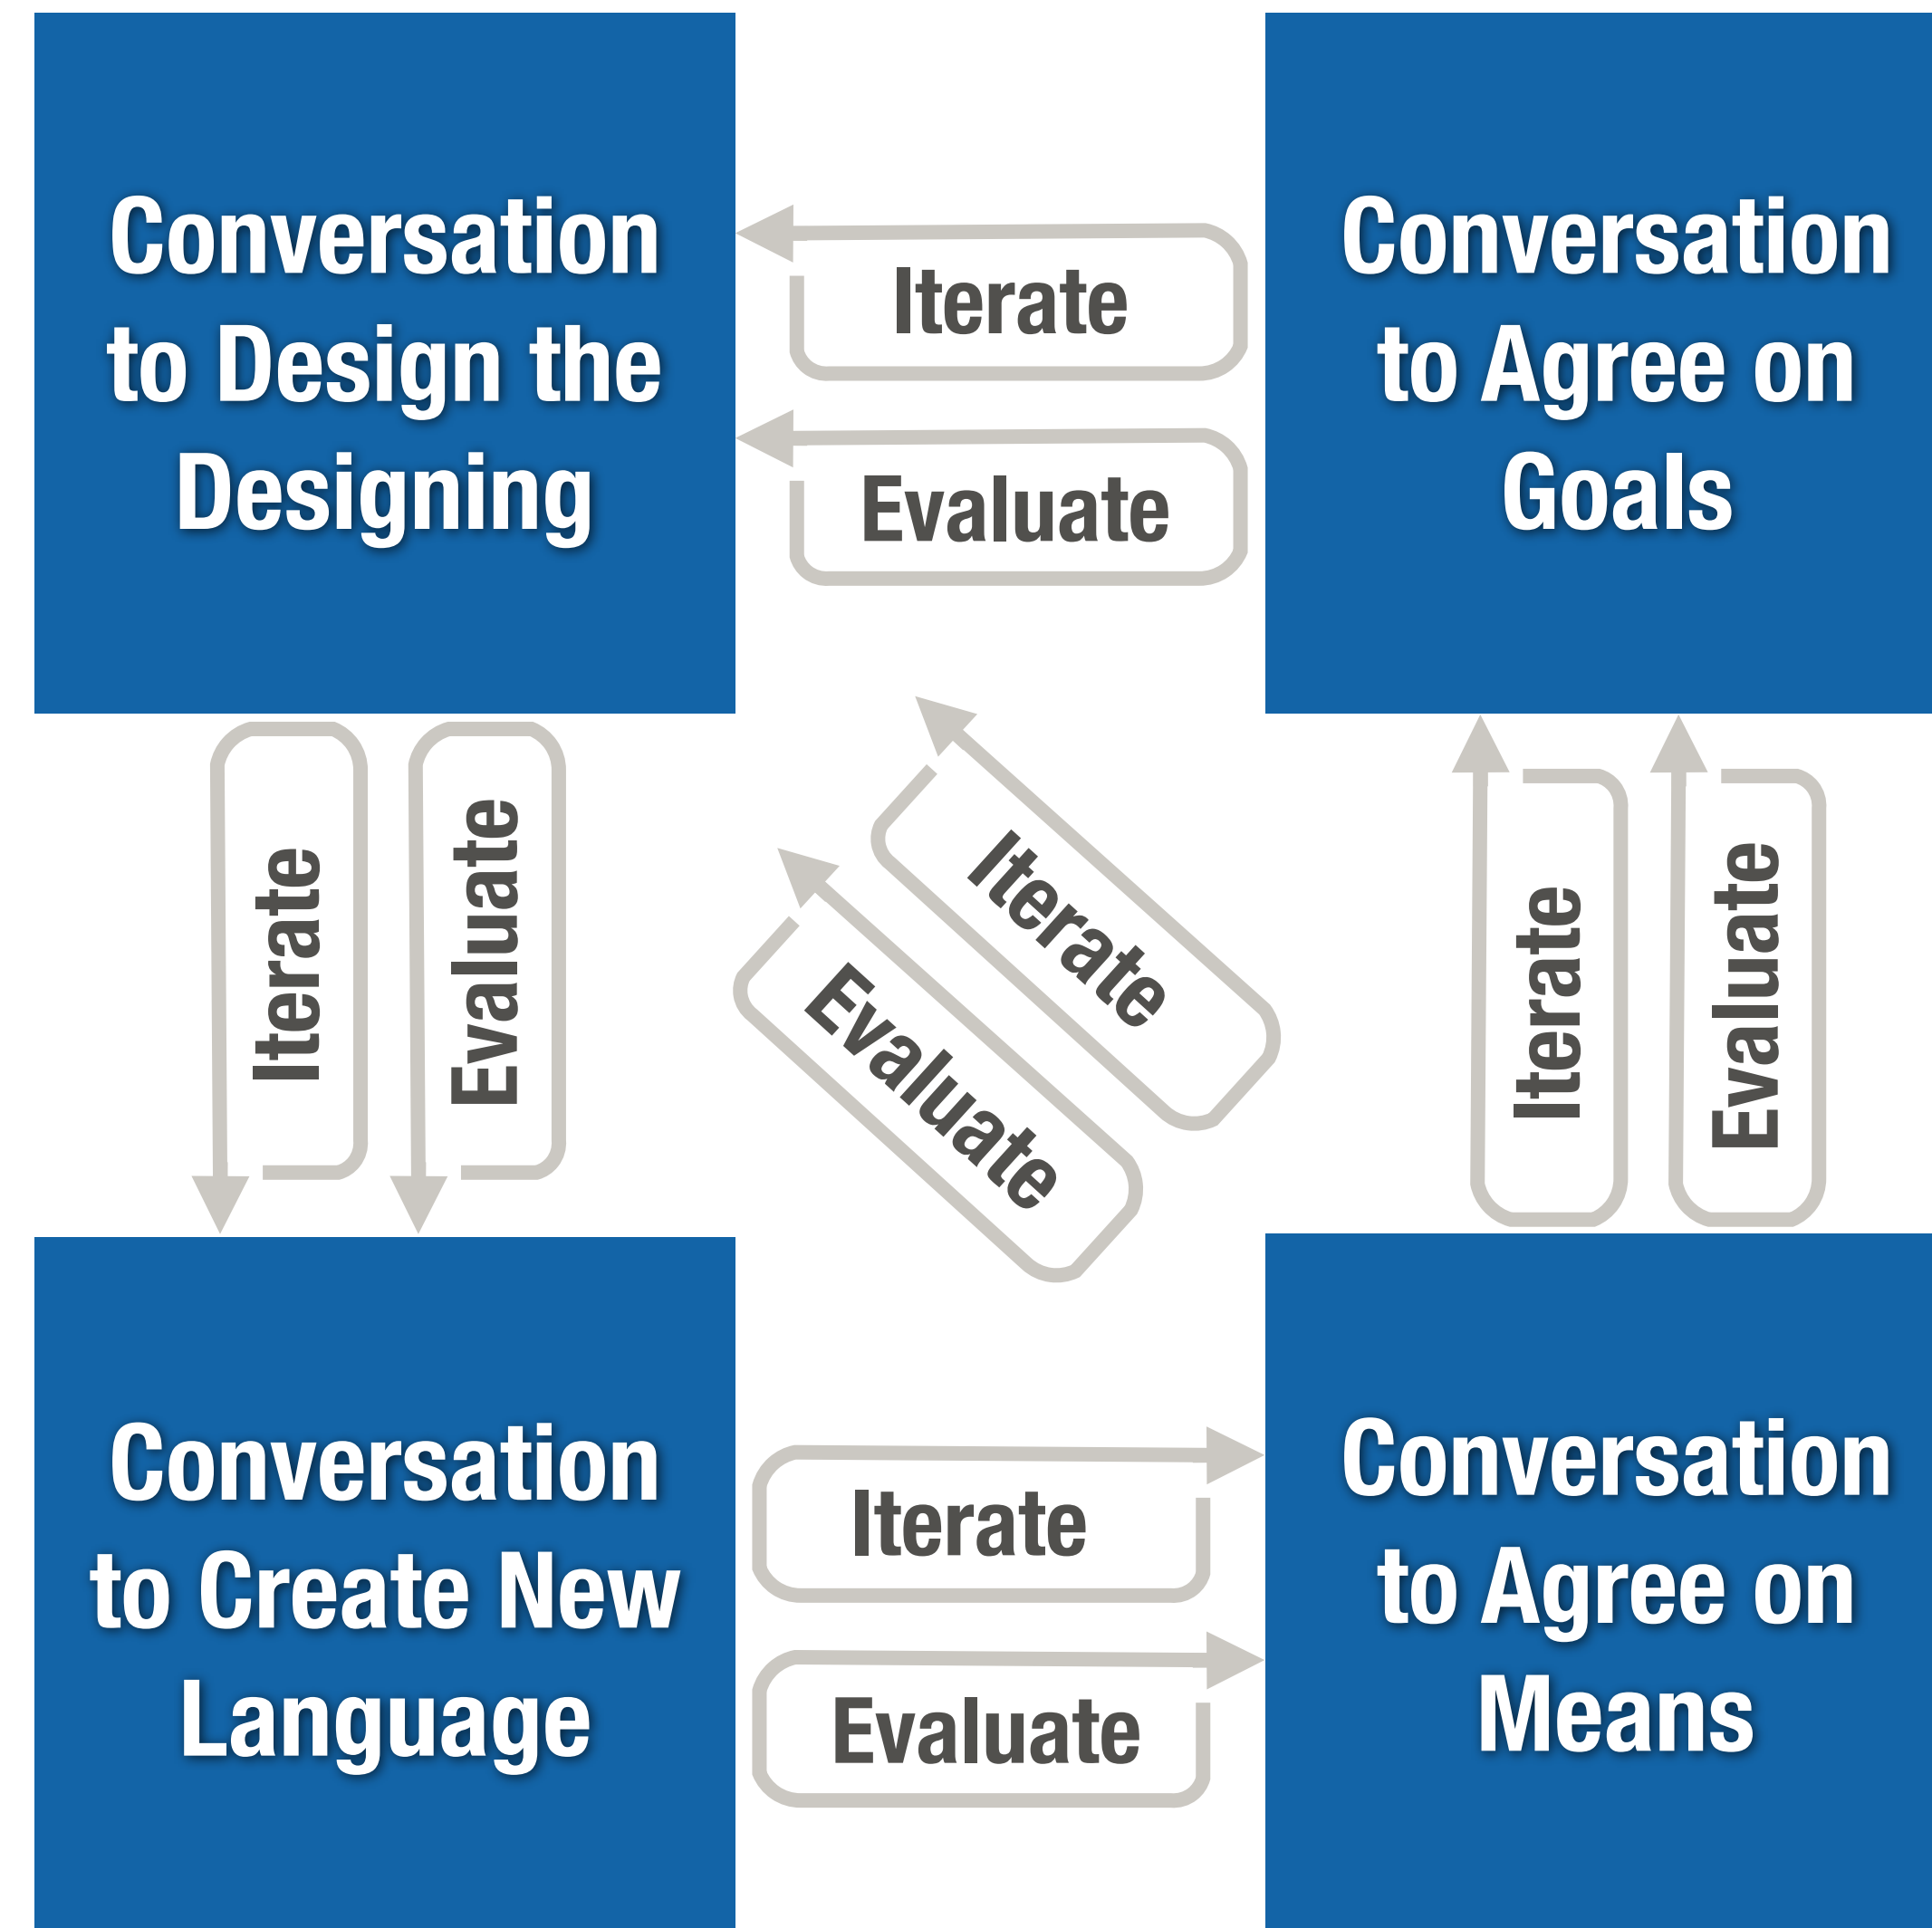 Conversation
to Design the
Designing
Iterate
Evaluate
Conversation
to Agree on
Goals
Iterate
Evaluate
Iterate
Evaluate
Iterate
Evaluate
Conversation
to Create New
Language
Iterate
Evaluate
Conversation
to Agree on
Means